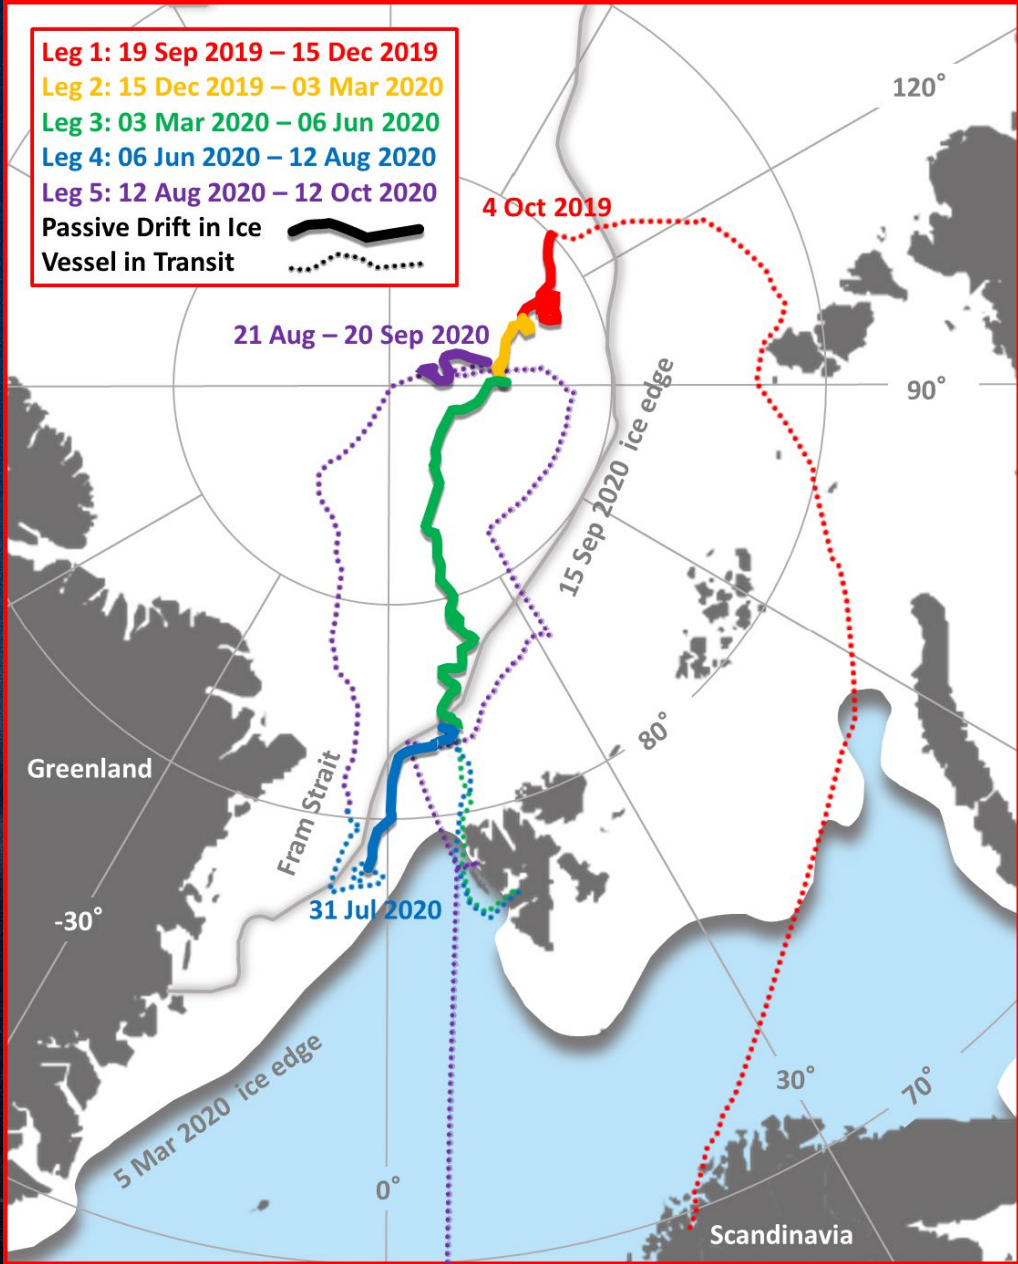 Leg 1: 19 Sep 2019 – 15 Dec 2019
Leg 2: 15 Dec 2019 – 03 Mar 2020
Leg 3: 03 Mar 2020 – 06 Jun 2020
Leg 4: 06 Jun 2020 – 12 Aug 2020
Leg 5: 12 Aug 2020 – 12 Oct 2020
Passive Drift in Ice
Vessel in Transit
120°
4 Oct 2019
21 Aug – 20 Sep 2020
90°
15 Sep 2020 ice edge
80°
Greenland
Fram Strait
-30°
31 Jul 2020
5 Mar 2020 ice edge
30°
70°
0°
Scandinavia